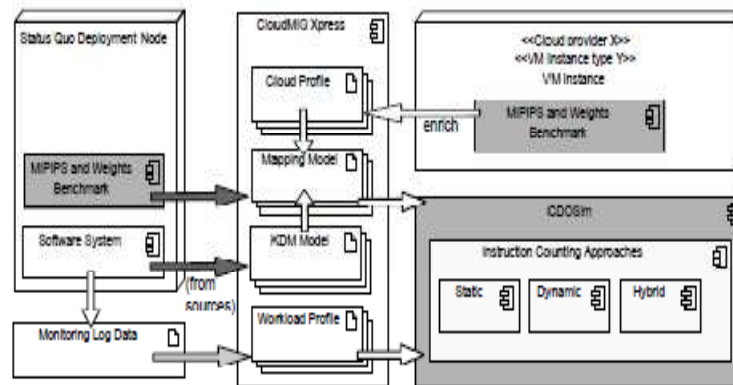 Status Quo Deployment Node
MIPIPS and Weights
Benchmark
Software System
Monitoring Log Data
(from
sources)
CloudMIG Xpress
Cloud Profile
Mapping Model
KDM Model
Workload Profile
<<Cloud provider X>>
<<VM Instance type Y>>
VM Instance
MIPIPS and Weights
Benchmark
enrich
CDOSim
Instruction Counting Approaches
Static
Dynamic
Hybrid